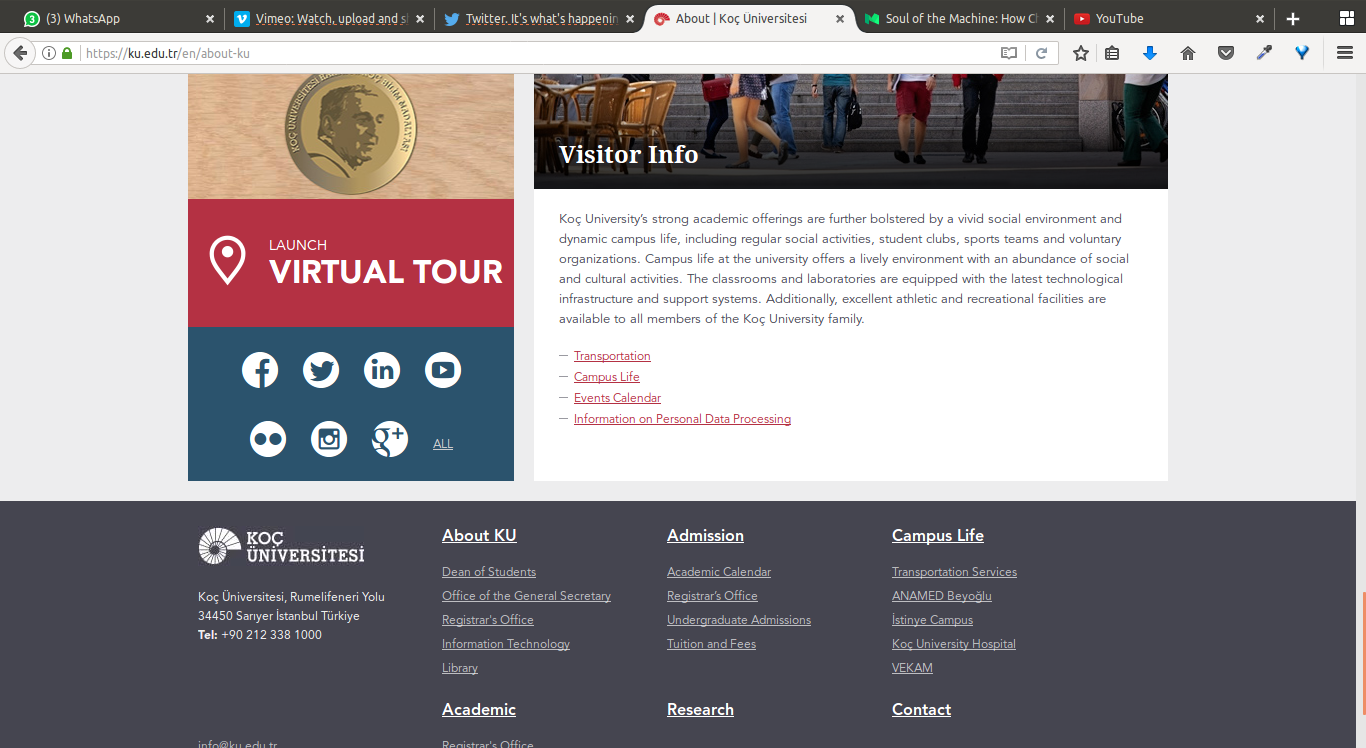 (3) WhatsApp
Vimeo: Watch, upload and s
Twitter. It's what's happenin
About | Koç Üniversitesi
Soul of the Machine: How C
YouTube
https://ku.edu.tr/en/about-ku
KOÇ ÜNİVERSİTESİ
MADALYASI
Visitor Info
LAUNCH
VIRTUAL TOUR
ALL
Koç University's strong academic offerings are further bolstered by a vivid social environment and
dynamic campus life, including regular social activities, student clubs, sports teams and voluntary
organizations. Campus life at the university offers a lively environment with an abundance of social
and cultural activities. The classrooms and laboratories are equipped with the latest technological
infrastructure and support systems. Additionally, excellent athletic and recreational facilities are
available to all members of the Koç University family.
Transportation
Campus Life
Events Calendar
Information on Personal Data Processing
KOÇ
ÜNİVERSİTESİ
Koç Üniversitesi, Rumelifeneri Yolu
34450 Sarıyer İstanbul Türkiye
Tel: +90 212 338 1000
info@ku.edu.tr
About KU
Dean of Students
Office of the General Secretary
Registrar's Office
Information Technology
Library
Admission
Academic Calendar
Registrar's Office
Undergraduate Admissions
Tuition and Fees
Campus Life
Transportation Services
ANAMED Beyoğlu
İstinye Campus
Koç University Hospital
VEKAM
Academic
Registrar's Office
Research
Contact